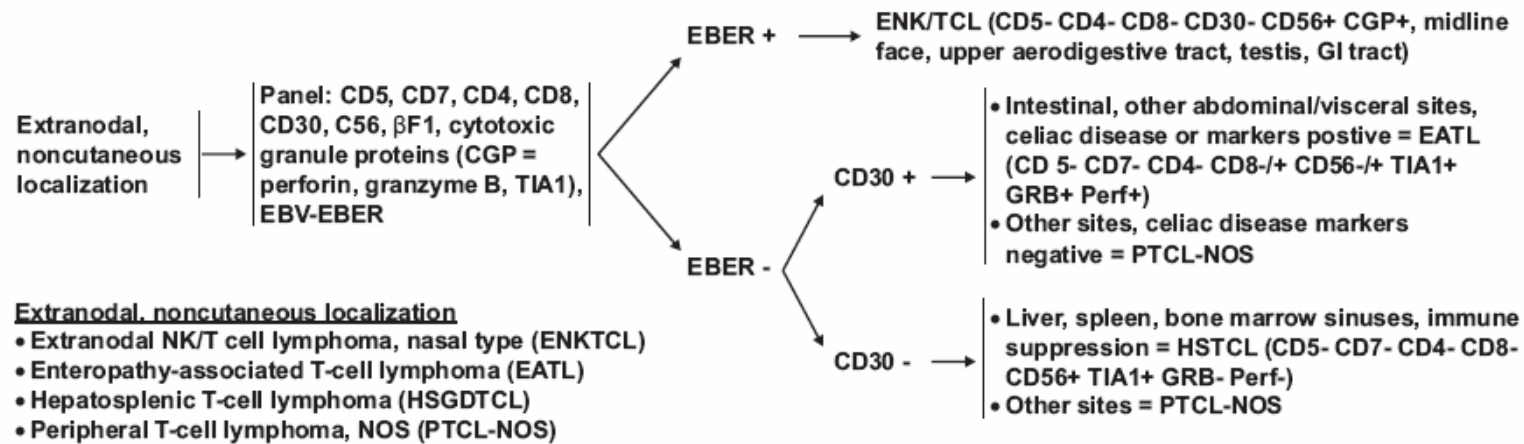 EBER +
ENK/TCL (CD5- CD4- CD8- CD30- CD56+ CGP+, midline
face, upper aerodigestive tract, testis, GI tract)
Extranodal,
noncutaneous
localization
Panel: CD5, CD7, CD4, CD8,
CD30, C56, βF1, cytotoxic
granule proteins (CGP =
perforin, granzyme B, TIA1),
EBV-EBER
EBER -
CD30 +
• Intestinal, other abdominal/visceral sites,
celiac disease or markers postive = EATL
(CD 5- CD7- CD4- CD8-/+ CD56-/+ TIA1+
GRB+ Perf+)
• Other sites, celiac disease markers
negative = PTCL-NOS
CD30 -
• Liver, spleen, bone marrow sinuses, immune
suppression = HSTCL (CD5- CD7- CD4- CD8-
CD56+ TIA1+ GRB- Perf-)
• Other sites = PTCL-NOS
Extranodal, noncutaneous localization
• Extranodal NK/T cell lymphoma, nasal type (ENKTCL)
• Enteropathy-associated T-cell lymphoma (EATL)
• Hepatosplenic T-cell lymphoma (HSGDTCL)
• Peripheral T-cell lymphoma, NOS (PTCL-NOS)